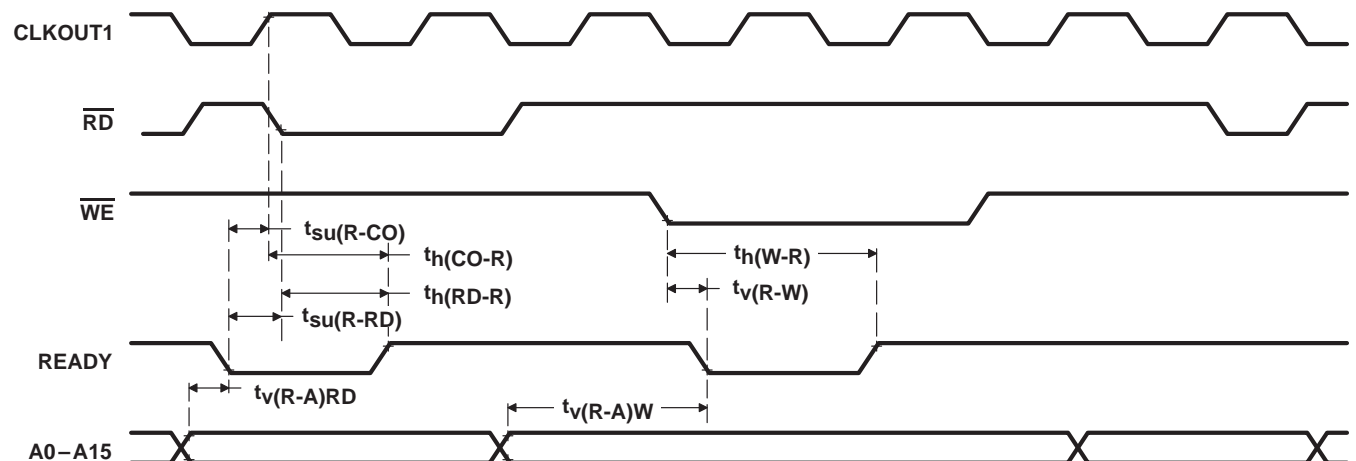 CLKOUT1
RD
WE
tsu(R-CO)
th(CO-R)
th(W-R)
th(RD-R)
tv(R-W)
tsu(R-RD)
READY
tv(R-A)RD
tv(R-A)W
A0–A15